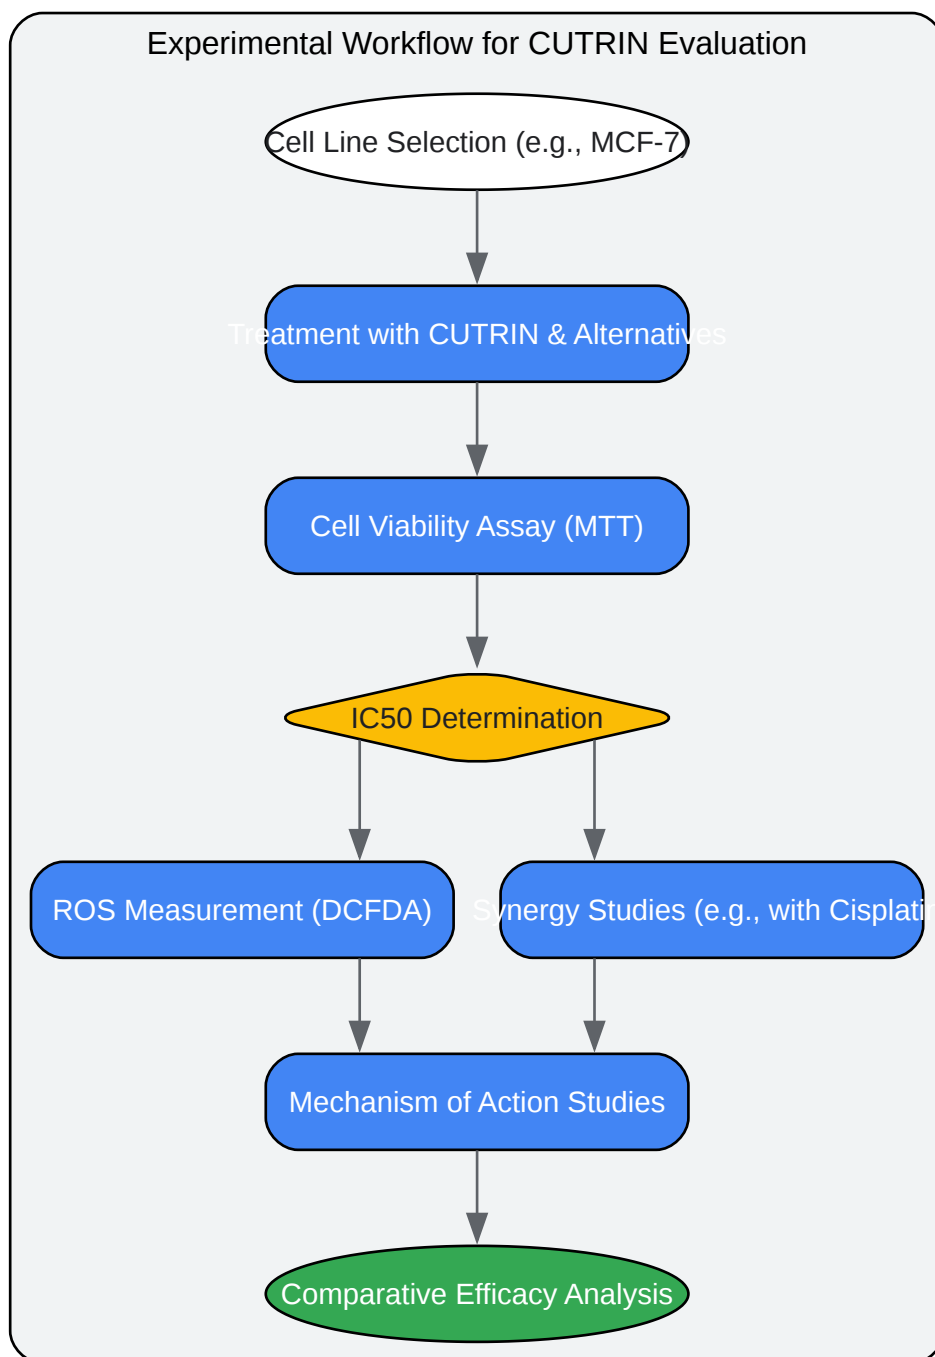 Experimental Workflow for CUTRIN Evaluation
Cell Line Selection (e.g., MCF-7)
Treatment with CUTRIN & Alternatives
Cell Viability Assay (MTT)
IC50 Determination
ROS Measurement (DCFDA)
Synergy Studies (e.g., with Cisplatin
Mechanism of Action Studies
Comparative Efficacy Analysis